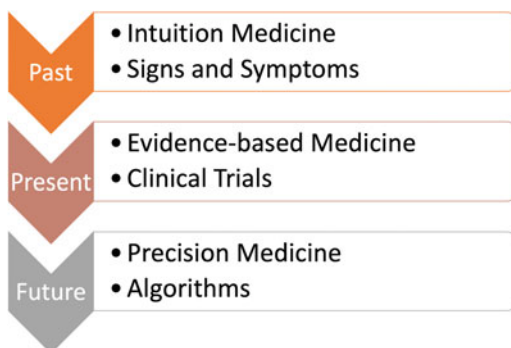 Past
• Intuition Medicine
• Signs and Symptoms
Present
• Evidence-based Medicine
• Clinical Trials
Future
• Precision Medicine
• Algorithms